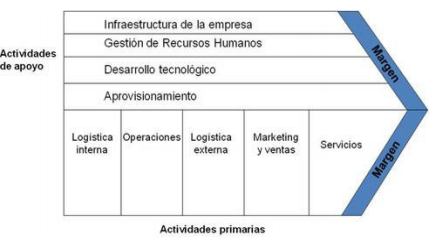 Infraestructura de la empresa
Gestión de Recursos Humanos
Actividades
de apoyo
Desarrollo tecnológico
Aprovisionamiento
Margen
Logística
interna
Operaciones
Logística
externa
Marketing
y ventas
Servicios
Margen
Actividades primarias